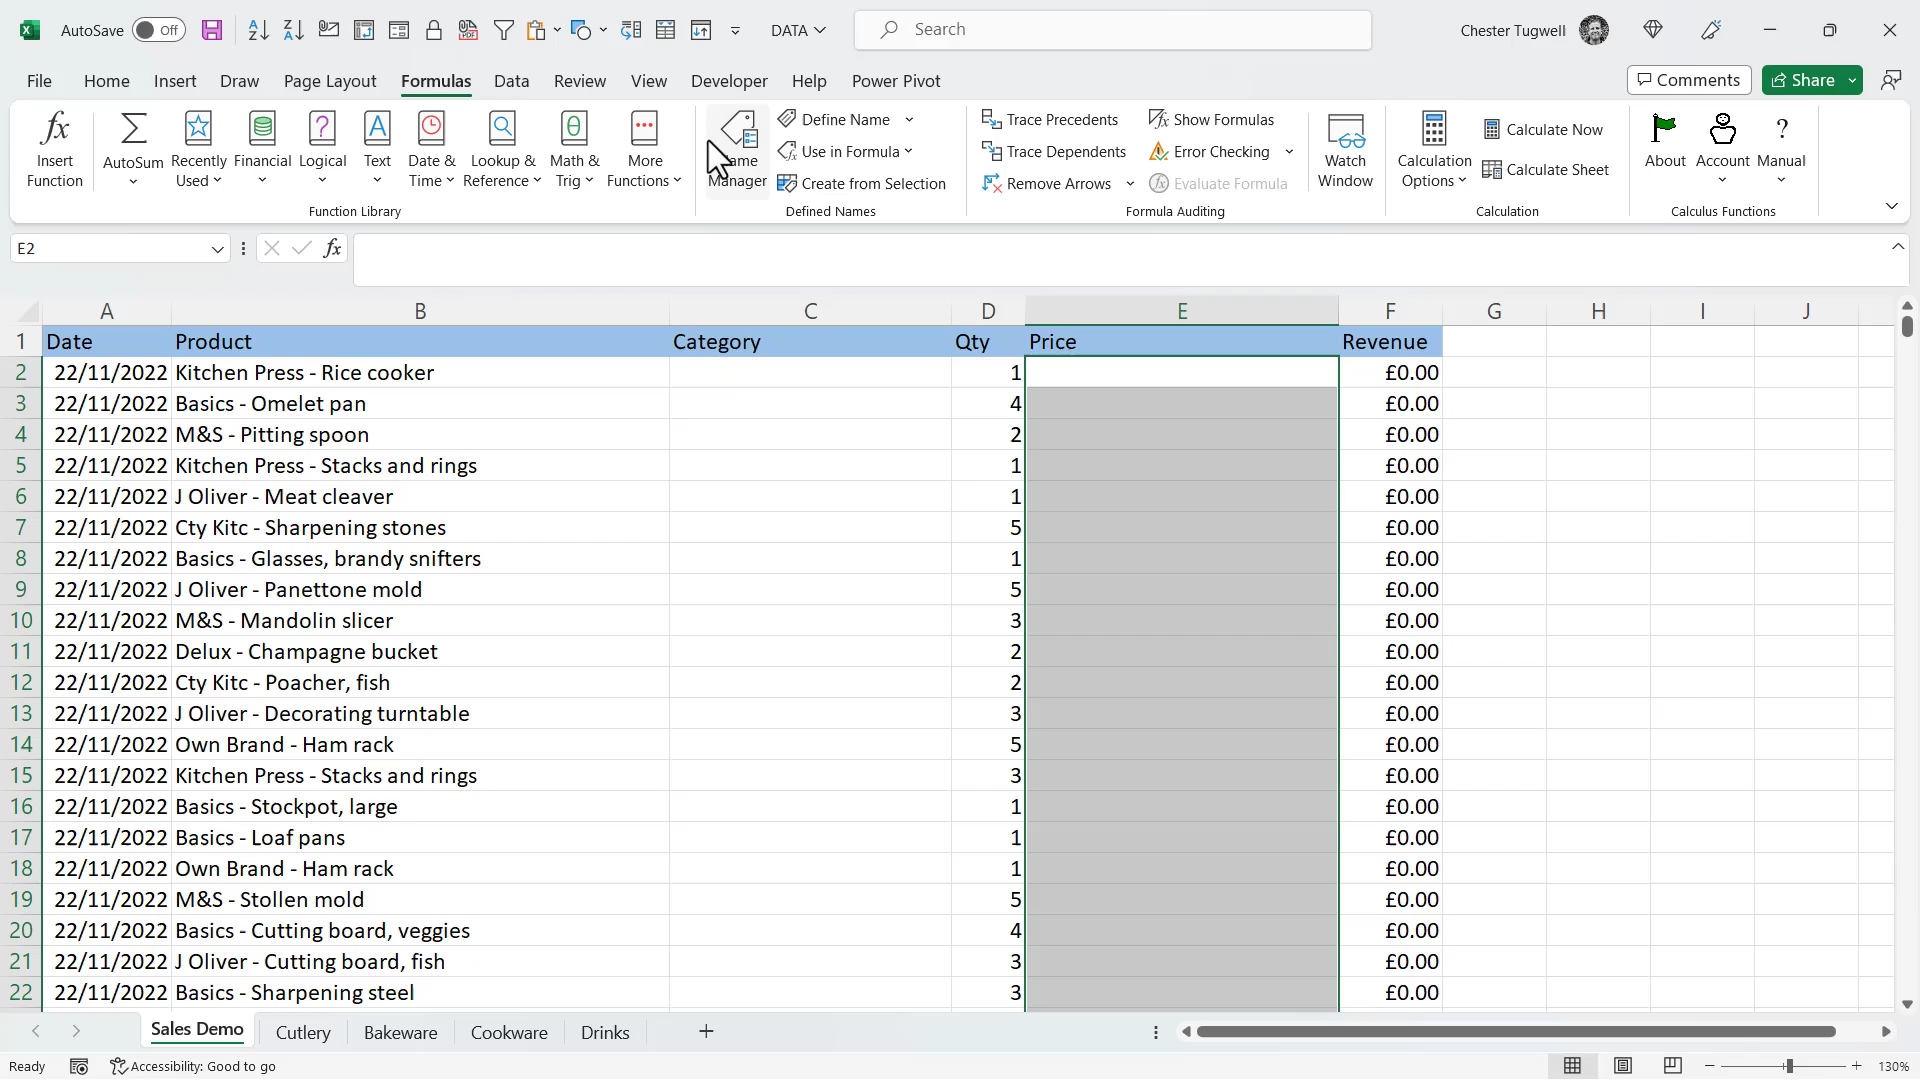 AutoSave Off DATA Search Chester Tugwell
File Home Insert Draw Page Layout Formulas Data Review View Developer Help Power Pivot Comments Share
fx Insert Function
AutoSum
Recently Used
Financial
Logical
Text
Date & Time
Lookup & Reference
Math & Trig
More Functions
Function Library
Manager
Define Name
Use in Formula
Create from Selection
Defined Names
Trace Precedents
Trace Dependents
Remove Arrows
Show Formulas
Error Checking
Evaluate Formula
Formula Auditing
Watch Window
Calculation Options
Calculate Now
Calculate Sheet
Calculation
About
Account
Manual
Calculus Functions
E2 fx
A B C D E F G H I J
1 Date Product Category Qty Price Revenue
2 22/11/2022 Kitchen Press - Rice cooker 1 £0.00
3 22/11/2022 Basics - Omelet pan 4 £0.00
4 22/11/2022 M&S - Pitting spoon 2 £0.00
5 22/11/2022 Kitchen Press - Stacks and rings 1 £0.00
6 22/11/2022 J Oliver - Meat cleaver 1 £0.00
7 22/11/2022 Cty Kitc - Sharpening stones 5 £0.00
8 22/11/2022 Basics - Glasses, brandy snifters 1 £0.00
9 22/11/2022 J Oliver - Panettone mold 5 £0.00
10 22/11/2022 M&S - Mandolin slicer 3 £0.00
11 22/11/2022 Delux - Champagne bucket 2 £0.00
12 22/11/2022 Cty Kitc - Poacher, fish 2 £0.00
13 22/11/2022 J Oliver - Decorating turntable 3 £0.00
14 22/11/2022 Own Brand - Ham rack 5 £0.00
15 22/11/2022 Kitchen Press - Stacks and rings 3 £0.00
16 22/11/2022 Basics - Stockpot, large 1 £0.00
17 22/11/2022 Basics - Loaf pans 1 £0.00
18 22/11/2022 Own Brand - Ham rack 1 £0.00
19 22/11/2022 M&S - Stollen mold 5 £0.00
20 22/11/2022 Basics - Cutting board, veggies 4 £0.00
21 22/11/2022 J Oliver - Cutting board, fish 3 £0.00
22 22/11/2022 Basics - Sharpening steel 3 £0.00
Sales Demo Cutlery Bakeware Cookware Drinks
Ready Accessibility: Good to go 130%